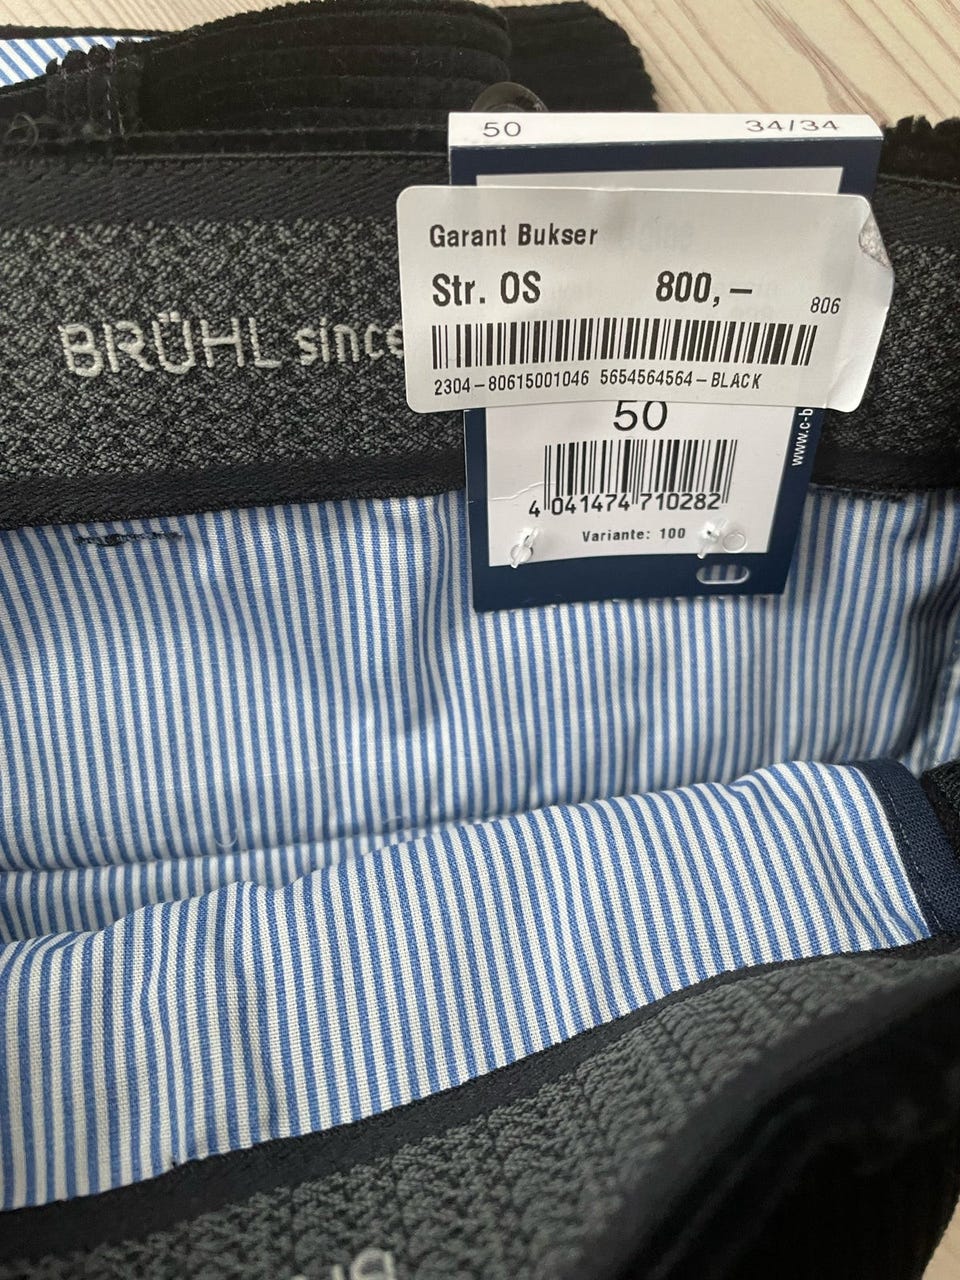 50 34/34
Garant Bukser
Str. OS 800,–
806
2304-80615001046 5654564564-BLACK
BRÜHL since
50
www.c-b
4 041474 710282
Variante: 100